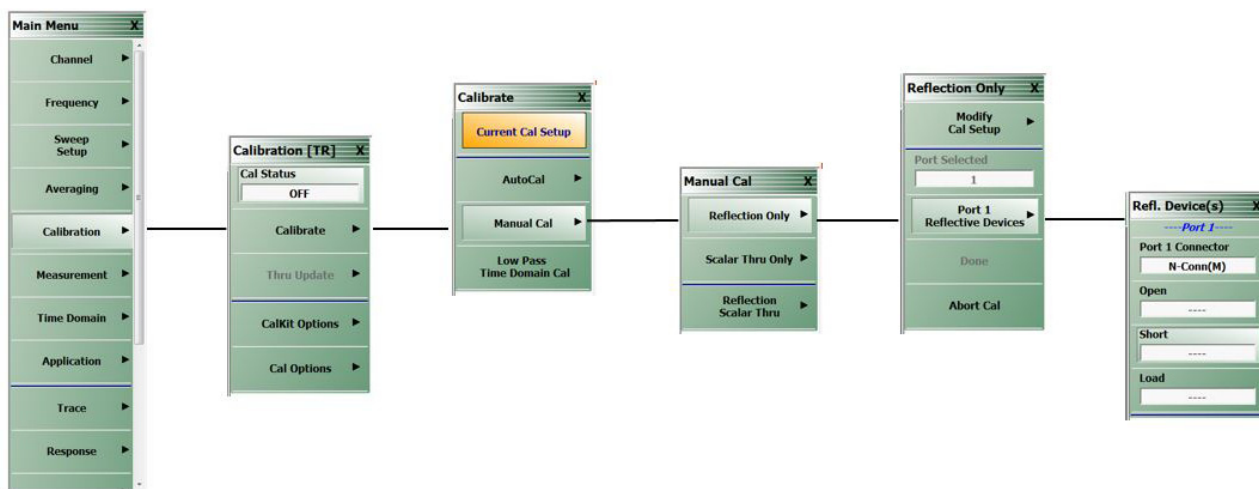 Main Menu X
Channel
Frequency
Sweep
Setup
Averaging
Calibration
Measurement
Time Domain
Application
Trace
Response
Calibration [TR] X
Cal Status
OFF
Calibrate
Thru Update
CalKit Options
Cal Options
Calibrate X
Current Cal Setup
AutoCal
Manual Cal
Low Pass
Time Domain Cal
Manual Cal X
Reflection Only
Scalar Thru Only
Reflection
Scalar Thru
Reflection Only X
Modify
Cal Setup
Port Selected
1
Port 1
Reflective Devices
Done
Abort Cal
Refl. Device(s) X
----Port 1----
Port 1 Connector
N-Conn(M)
Open
----
Short
----
Load
----